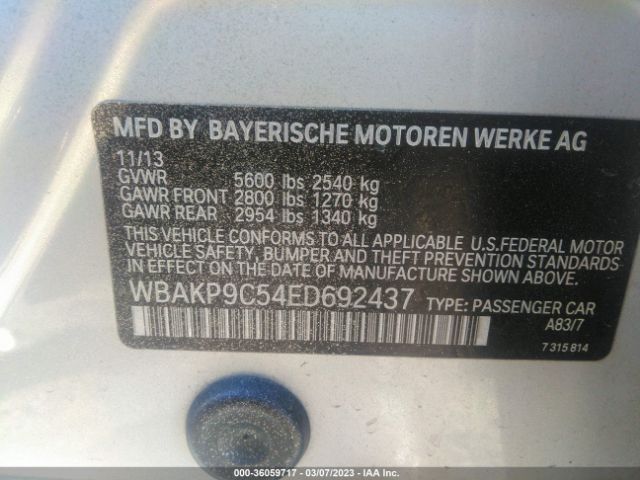 MFD BY BAYERISCHE MOTOREN WERKE AG
11/13
GVWR 5600 lbs 2540 kg
GAWR FRONT 2800 lbs 1270 kg
GAWR REAR 2954 lbs 1340 kg
THIS VEHICLE CONFORMS TO ALL APPLICABLE U.S.FEDERAL MOTOR
VEHICLE SAFETY, BUMPER AND THEFT PREVENTION STANDARDS
IN EFFECT ON THE DATE OF MANUFACTURE SHOWN ABOVE.
WBAKP9C54ED692437 TYPE: PASSENGER CAR
A83/7
7 315 814
000-36059717 - 03/07/2023 - IAA Inc.